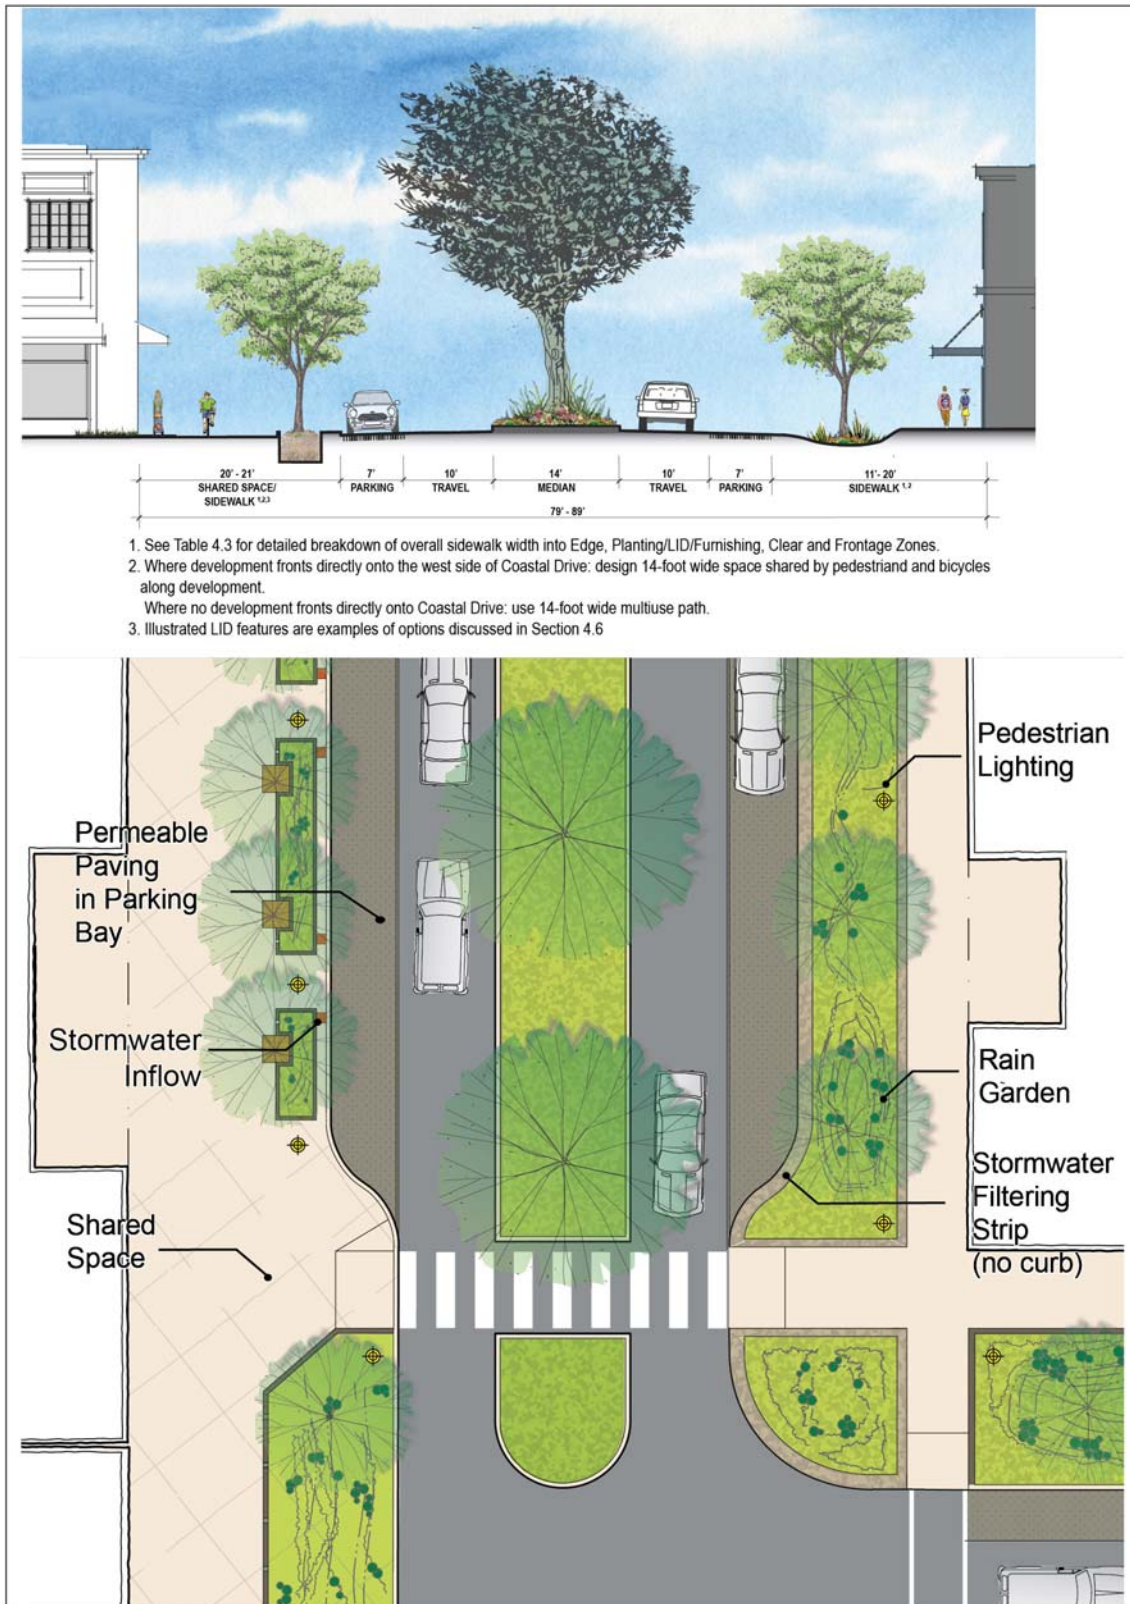 20' - 21'
SHARED SPACE/
SIDEWALK 1,2,3
7'
PARKING
10'
TRAVEL
14'
MEDIAN
10'
TRAVEL
7'
PARKING
11'- 20'
SIDEWALK 1, 2
79' - 89'
1. See Table 4.3 for detailed breakdown of overall sidewalk width into Edge, Planting/LID/Furnishing, Clear and Frontage Zones.
2. Where development fronts directly onto the west side of Coastal Drive: design 14-foot wide space shared by pedestriand and bicycles
along development.
Where no development fronts directly onto Coastal Drive: use 14-foot wide multiuse path.
3. Illustrated LID features are examples of options discussed in Section 4.6
Pedestrian
Lighting
Permeable
Paving
in Parking
Bay
Stormwater
Inflow
Rain
Garden
Stormwater
Filtering
Strip
(no curb)
Shared
Space